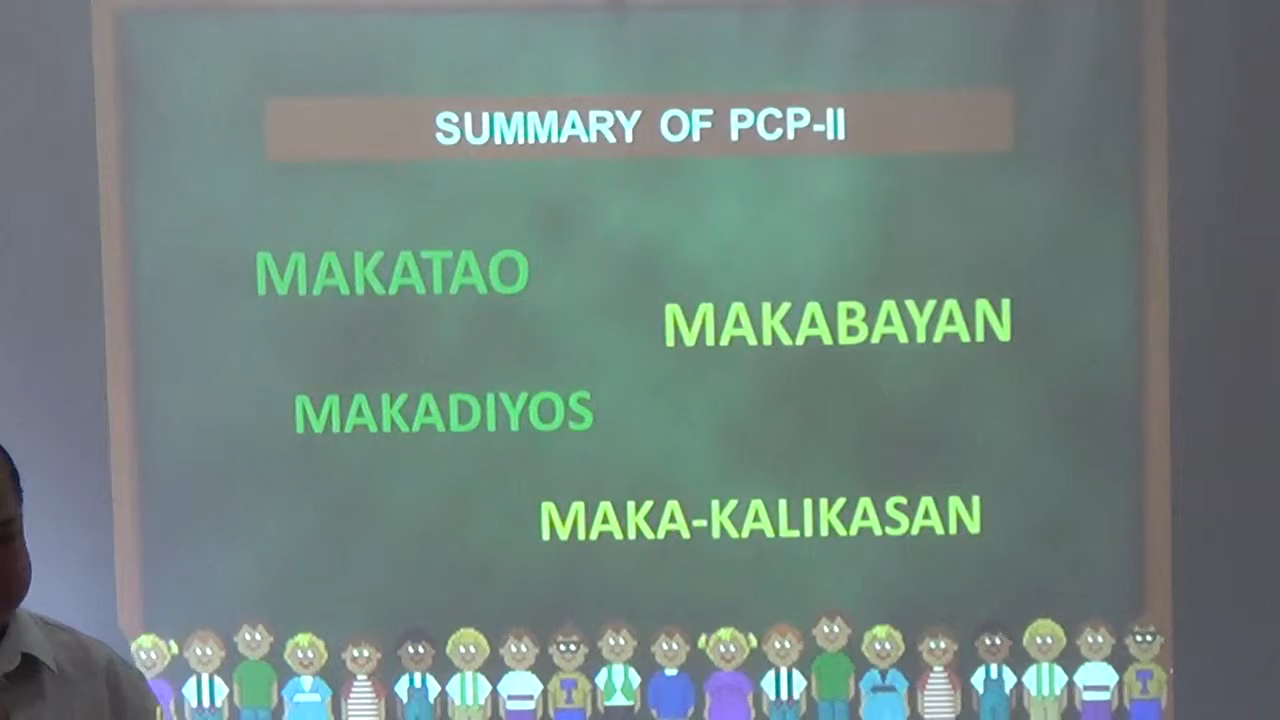 SUMMARY OF PCP-II
MAKATAO
MAKABAYAN
MAKADIYOS
MAKA-KALIKASAN
T
T